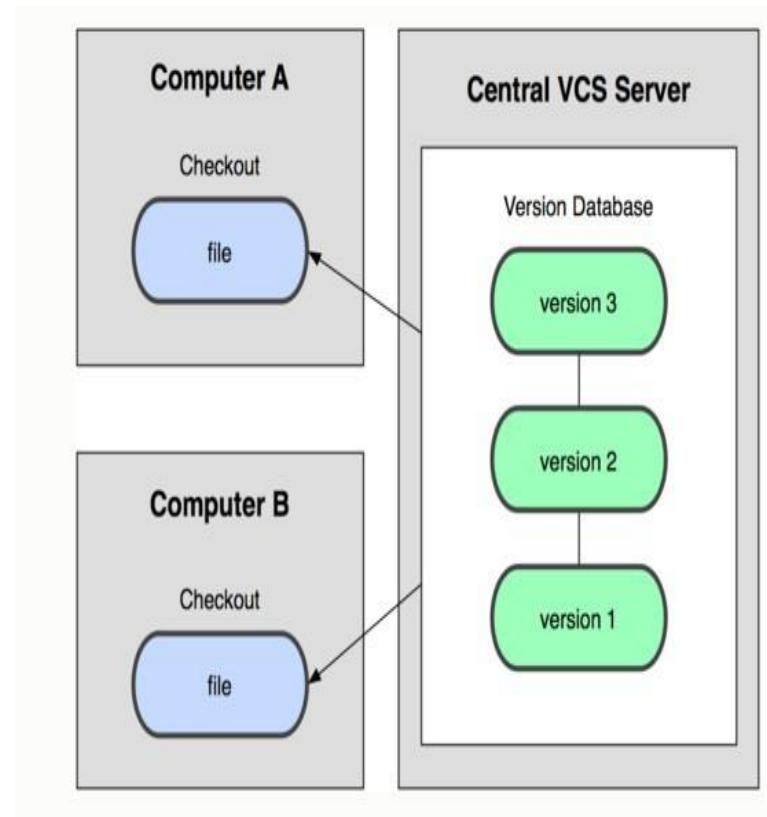 Computer A
Checkout
file
Computer B
Checkout
file
Central VCS Server
Version Database
version 3
version 2
version 1